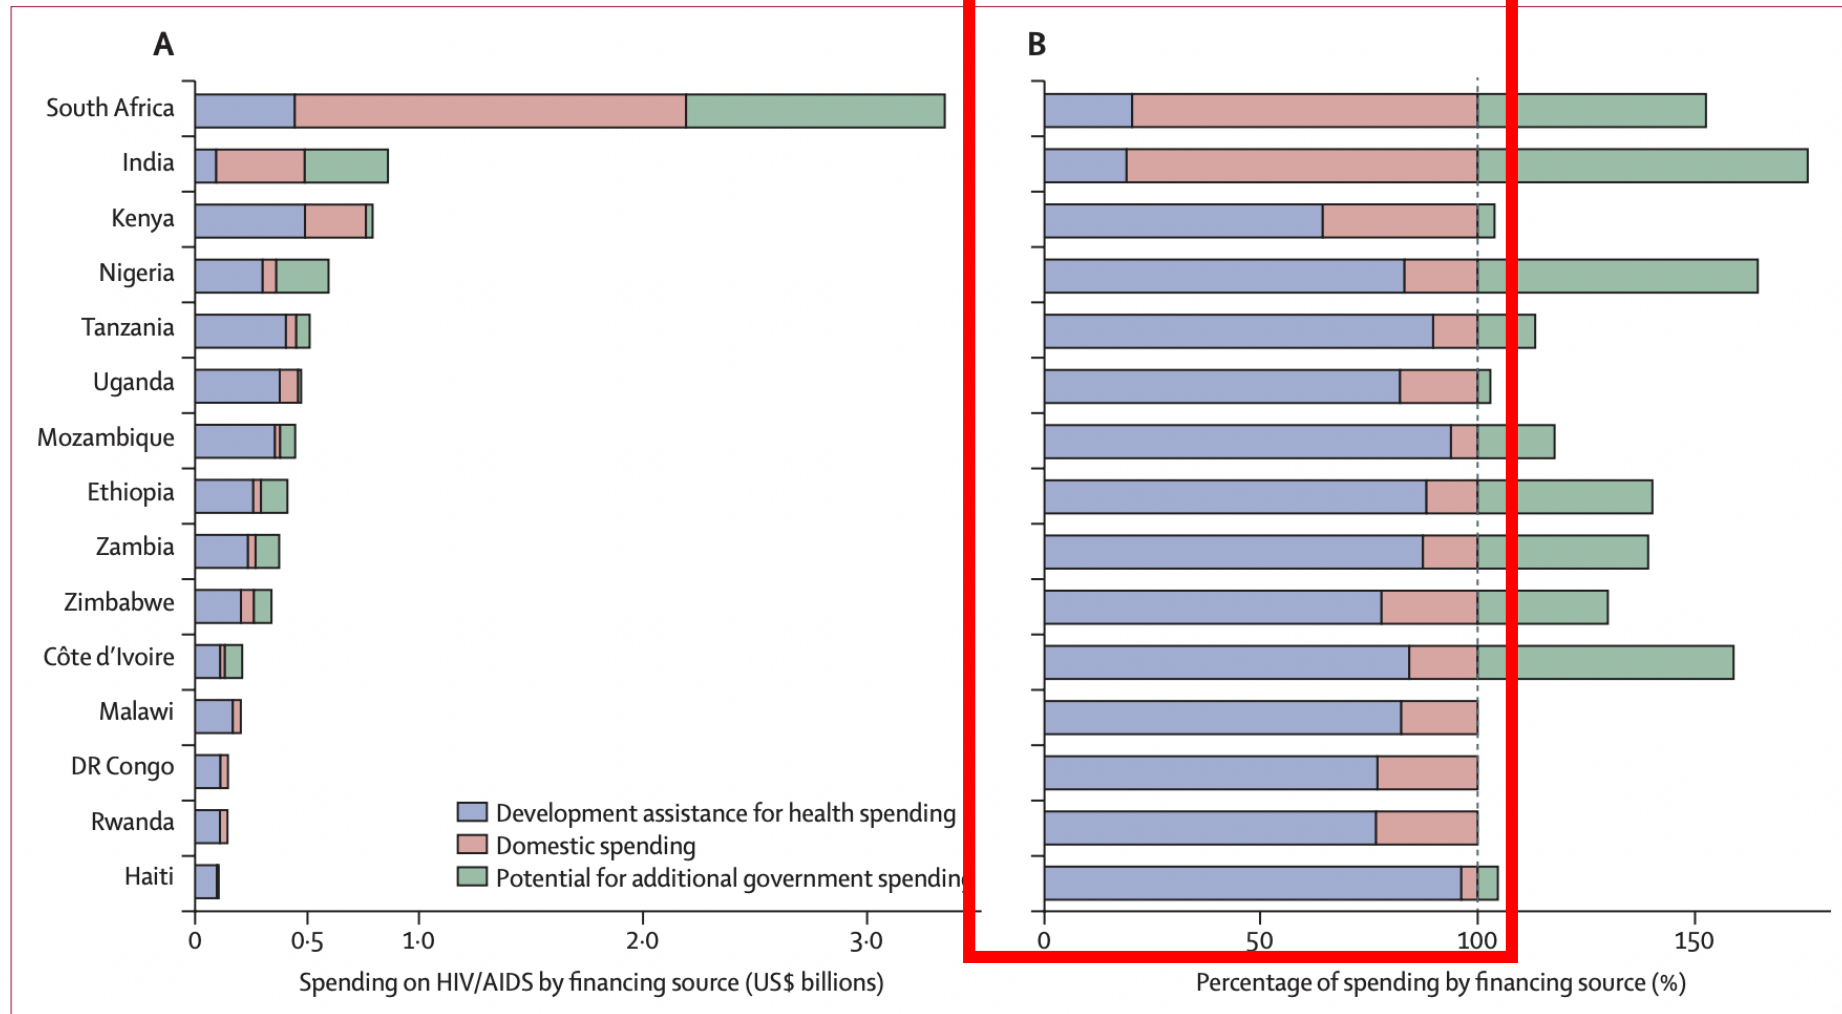 A
B
South Africa
India
Kenya
Nigeria
Tanzania
Uganda
Mozambique
Ethiopia
Zambia
Zimbabwe
Côte d'Ivoire
Malawi
DR Congo
Rwanda
Haiti
Development assistance for health spending
Domestic spending
Potential for additional government spending
0 0·5 1·0 2·0 3·0
0 50 100 150
Spending on HIV/AIDS by financing source (US$ billions)
Percentage of spending by financing source (%)